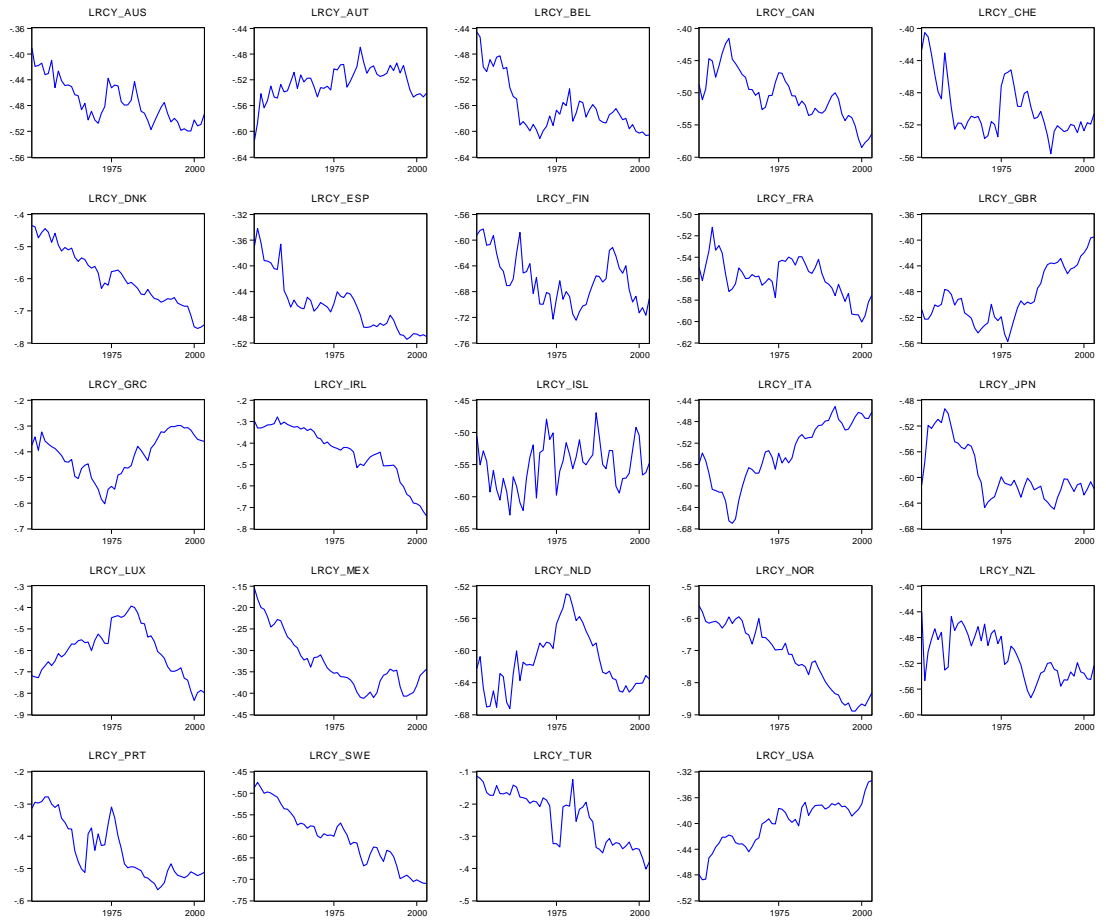 LRCY_AUS LRCY_AUT LRCY_BEL LRCY_CAN LRCY_CHE
-.36 -.44 -.44 -.40 -.40
-.40 -.48 -.48 -.45 -.44
-.44 -.52 -.52 -.50 -.48
-.48 -.56 -.56 -.55 -.52
-.52 -.60 -.60 -.60 -.56
-.56 -.64 -.64
1975 2000 1975 2000 1975 2000 1975 2000 1975 2000
LRCY_DNK LRCY_ESP LRCY_FIN LRCY_FRA LRCY_GBR
-.4 -.32 -.56 -.50 -.36
-.5 -.36 -.60 -.52 -.40
-.6 -.40 -.64 -.54 -.44
-.7 -.44 -.68 -.56 -.48
-.8 -.48 -.72 -.58 -.52
-.52 -.76 -.60 -.56
-.62
1975 2000 1975 2000 1975 2000 1975 2000 1975 2000
LRCY_GRC LRCY_IRL LRCY_ISL LRCY_ITA LRCY_JPN
-.2 -.2 -.45 -.44 -.48
-.3 -.3 -.50 -.48 -.52
-.4 -.4 -.55 -.52 -.56
-.5 -.5 -.60 -.56 -.60
-.6 -.6 -.65 -.60 -.64
-.7 -.7 -.64 -.68
-.8 -.68
1975 2000 1975 2000 1975 2000 1975 2000 1975 2000
LRCY_LUX LRCY_MEX LRCY_NLD LRCY_NOR LRCY_NZL
-.3 -.15 -.52 -.5 -.40
-.4 -.20 -.56 -.6 -.44
-.5 -.25 -.60 -.7 -.48
-.6 -.30 -.64 -.8 -.52
-.7 -.35 -.68 -.9 -.56
-.8 -.40 -.60
-.9 -.45
1975 2000 1975 2000 1975 2000 1975 2000 1975 2000
LRCY_PRT LRCY_SWE LRCY_TUR LRCY_USA
-.2 -.45 -.1 -.32
-.3 -.50 -.2 -.36
-.4 -.55 -.3 -.40
-.5 -.60 -.4 -.44
-.6 -.65 -.5 -.48
-.70 -.52
-.75
1975 2000 1975 2000 1975 2000 1975 2000